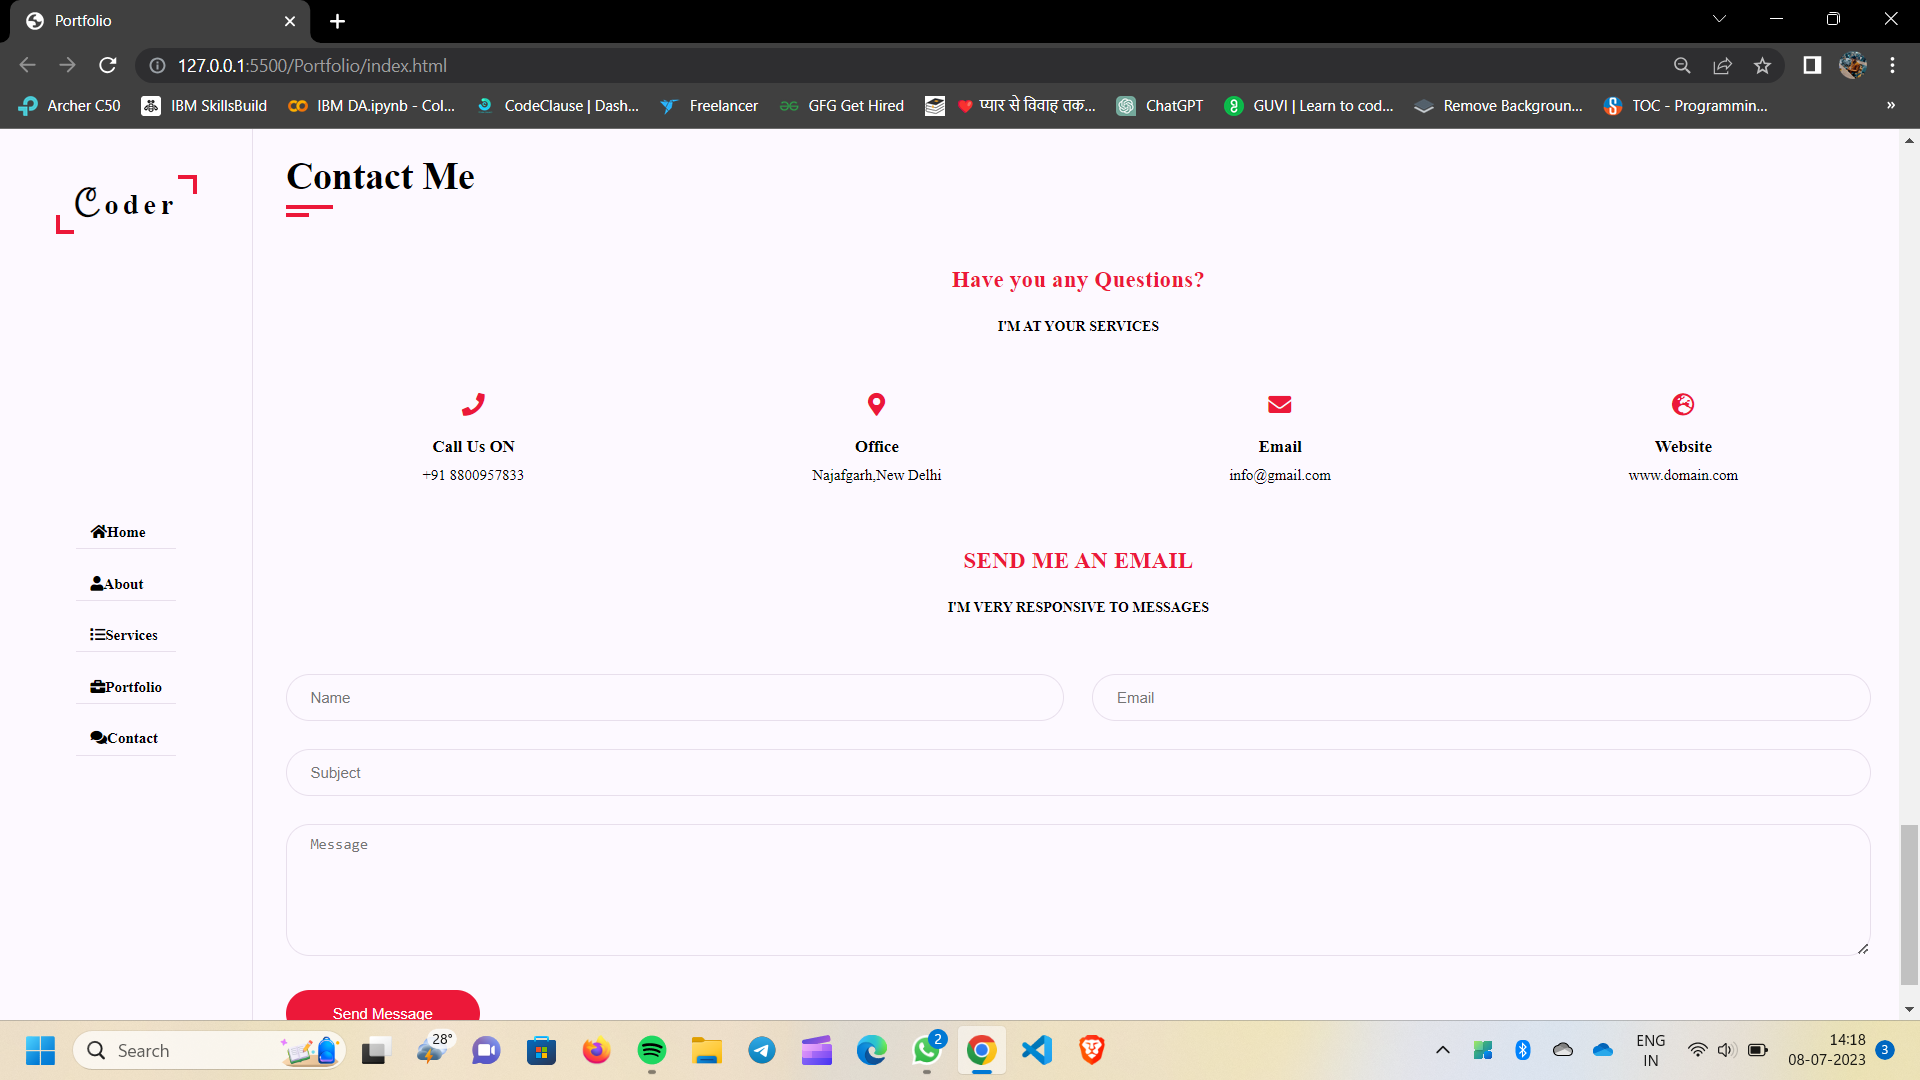 Portfolio
127.0.0.1:5500/Portfolio/index.html
Archer C50 IBM SkillsBuild IBM DA.ipynb - Col... CodeClause | Dash... Freelancer GFG Get Hired प्यार से विवाह तक... ChatGPT GUVI | Learn to cod... Remove Backgroun... TOC - Programmin... »
Coder
Home
About
Services
Portfolio
Contact
Contact Me
Have you any Questions?
I'M AT YOUR SERVICES
Call Us ON
+91 8800957833
Office
Najafgarh,New Delhi
Email
info@gmail.com
Website
www.domain.com
SEND ME AN EMAIL
I'M VERY RESPONSIVE TO MESSAGES
Name
Email
Subject
Message
Send Message
Search
28°
2
ENG
IN
14:18
08-07-2023
3